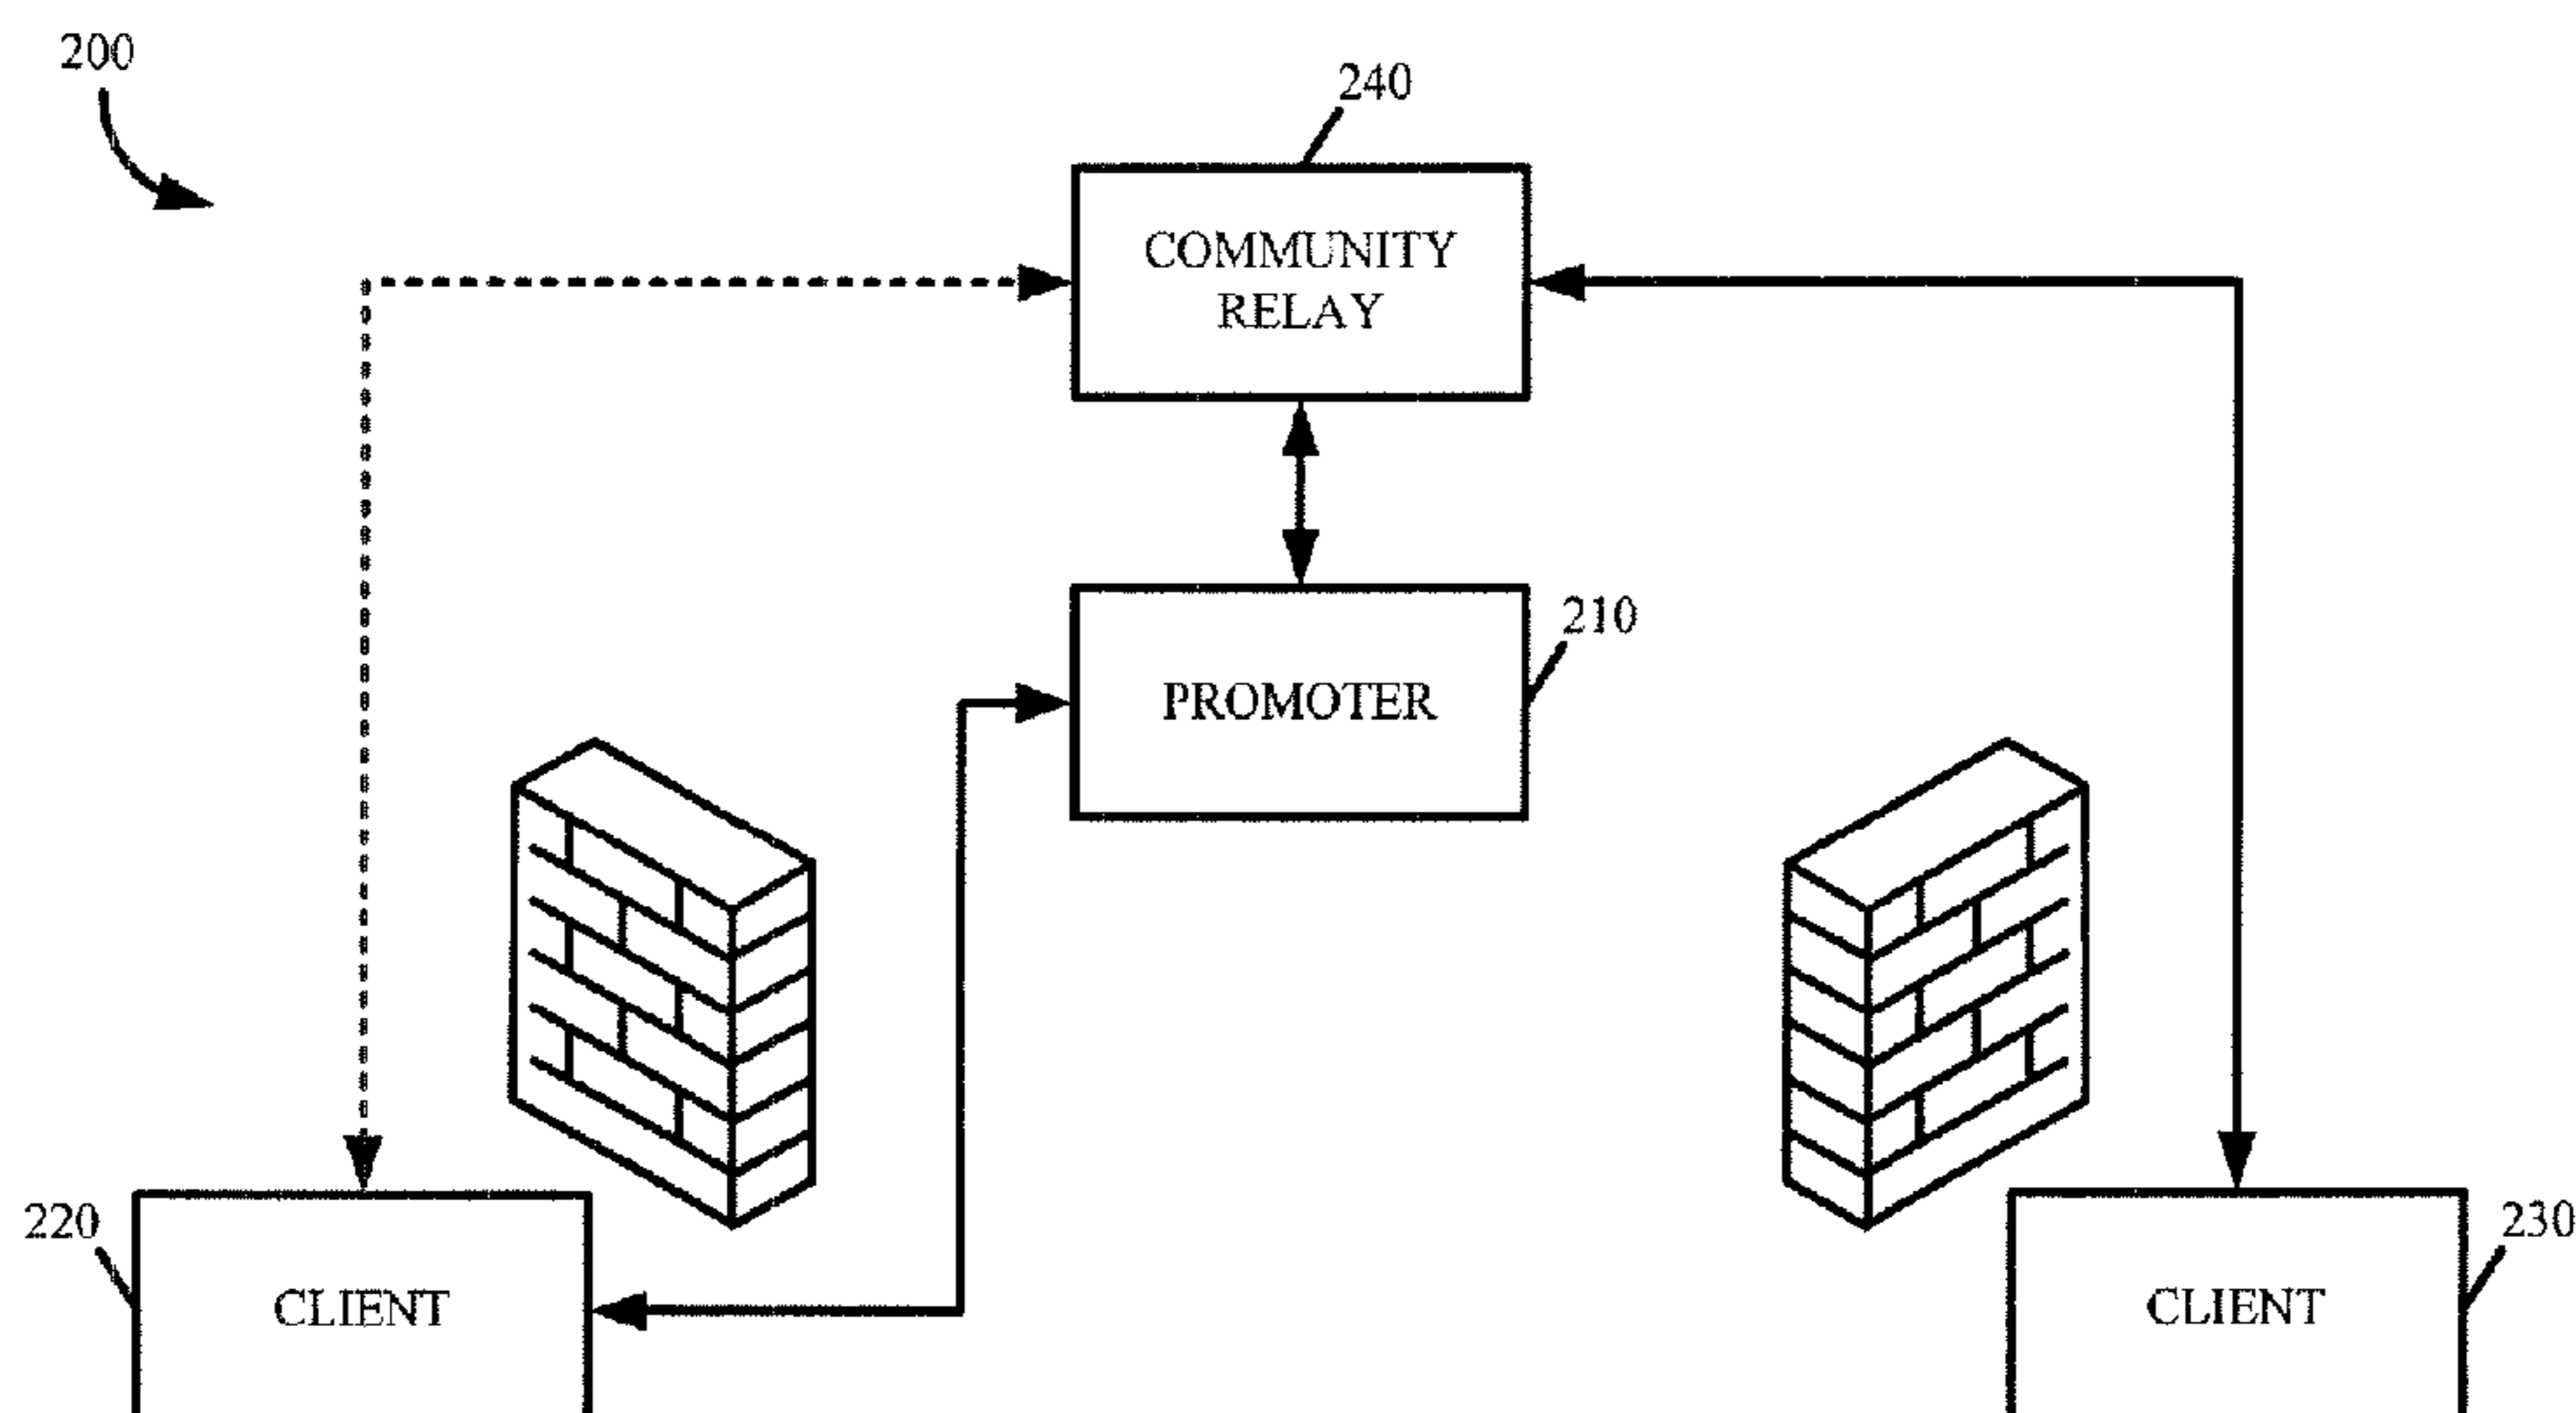 200
240
COMMUNITY
RELAY
210
PROMOTER
220
CLIENT
230
CLIENT